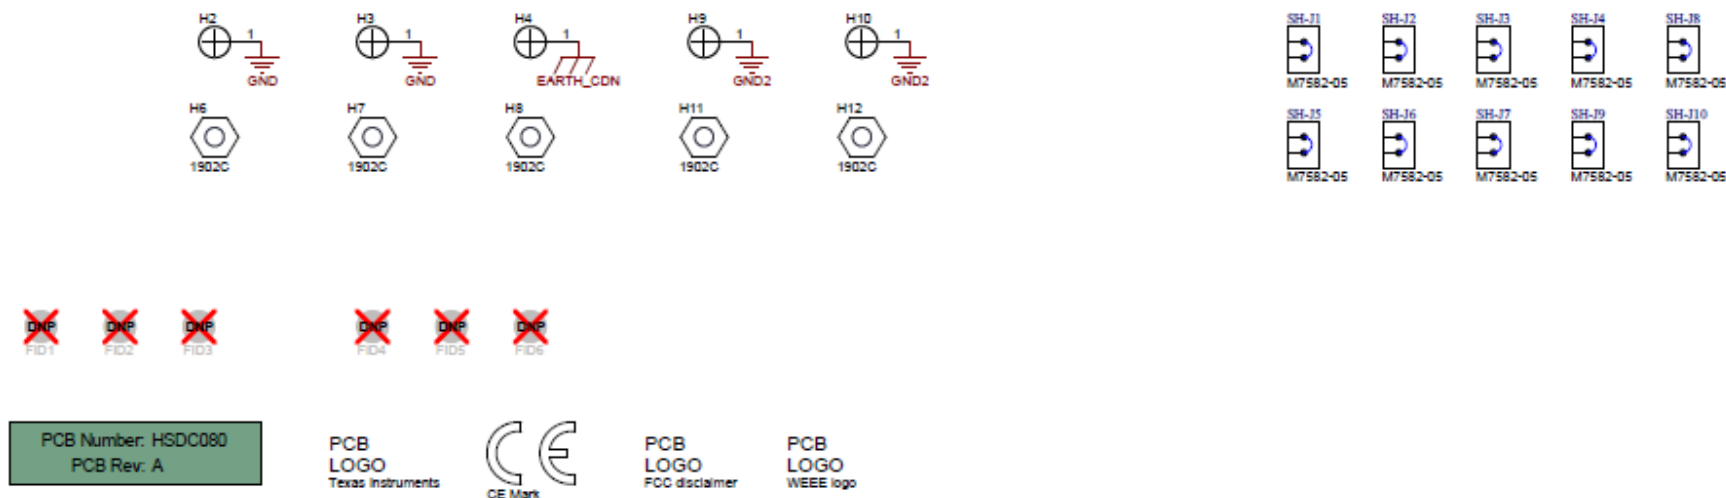 H2 H3 H4 H9 H10 SH-J1 SH-J2 SH-J3 SH-J4 SH-J8
1 1 1 1 1
GND GND EARTH_CDN GND2 GND2 M7582-05 M7582-05 M7582-05 M7582-05 M7582-05
H6 H7 H8 H11 H12 SH-J5 SH-J6 SH-J7 SH-J9 SH-J10
1902C 1902C 1902C 1902C 1902C M7582-05 M7582-05 M7582-05 M7582-05 M7582-05
DNP DNP DNP DNP DNP DNP
FID1 FID2 FID3 FID4 FID5 FID6
PCB Number: HSDC080
PCB Rev: A
PCB
LOGO
Texas Instruments
CE
CE Mark
PCB
LOGO
FCC disclaimer
PCB
LOGO
WEEE logo